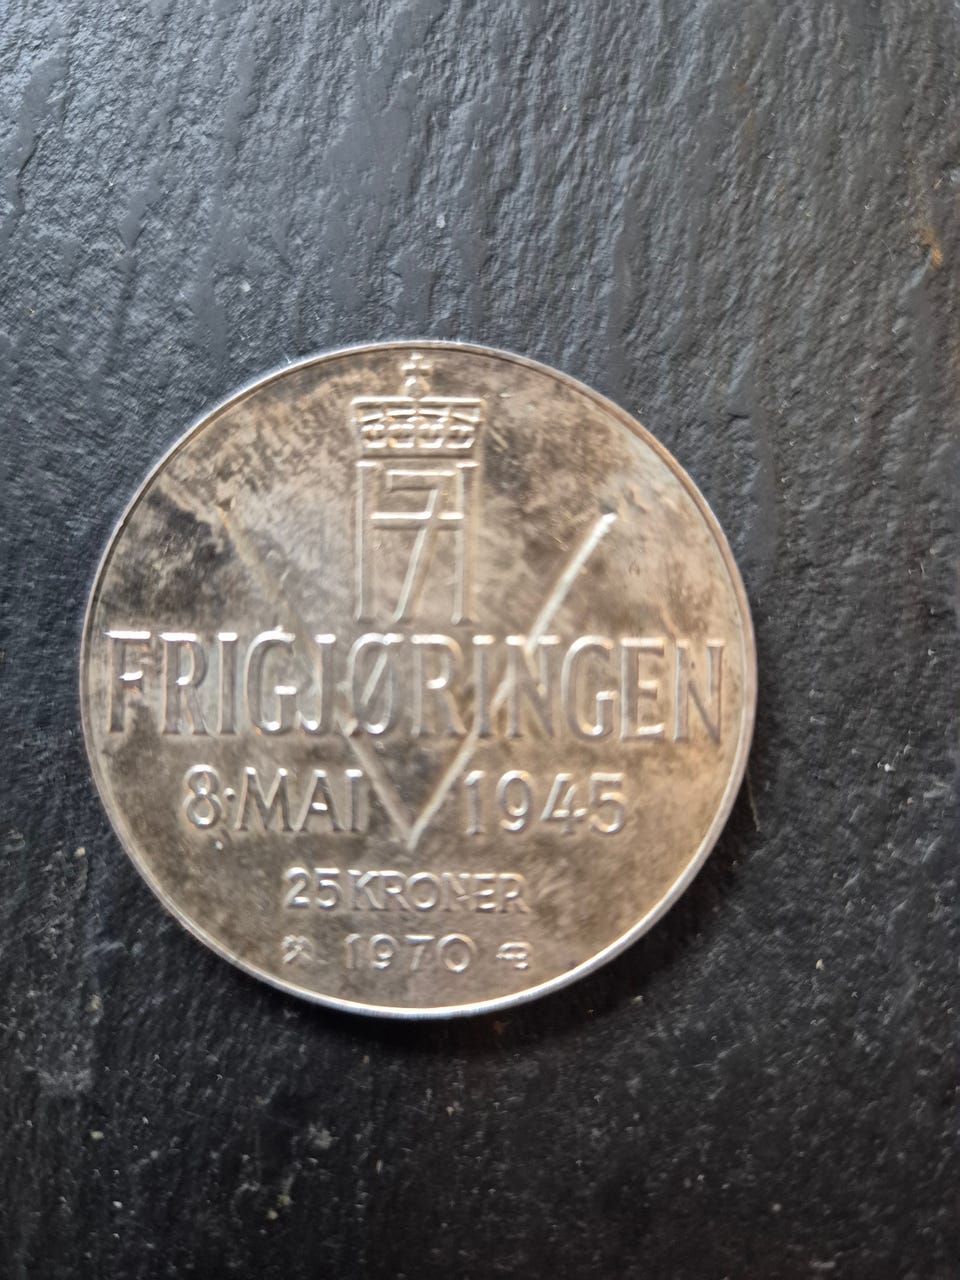 FRIGJØRINGEN
8·MAI 1945
25 KRONER
1970